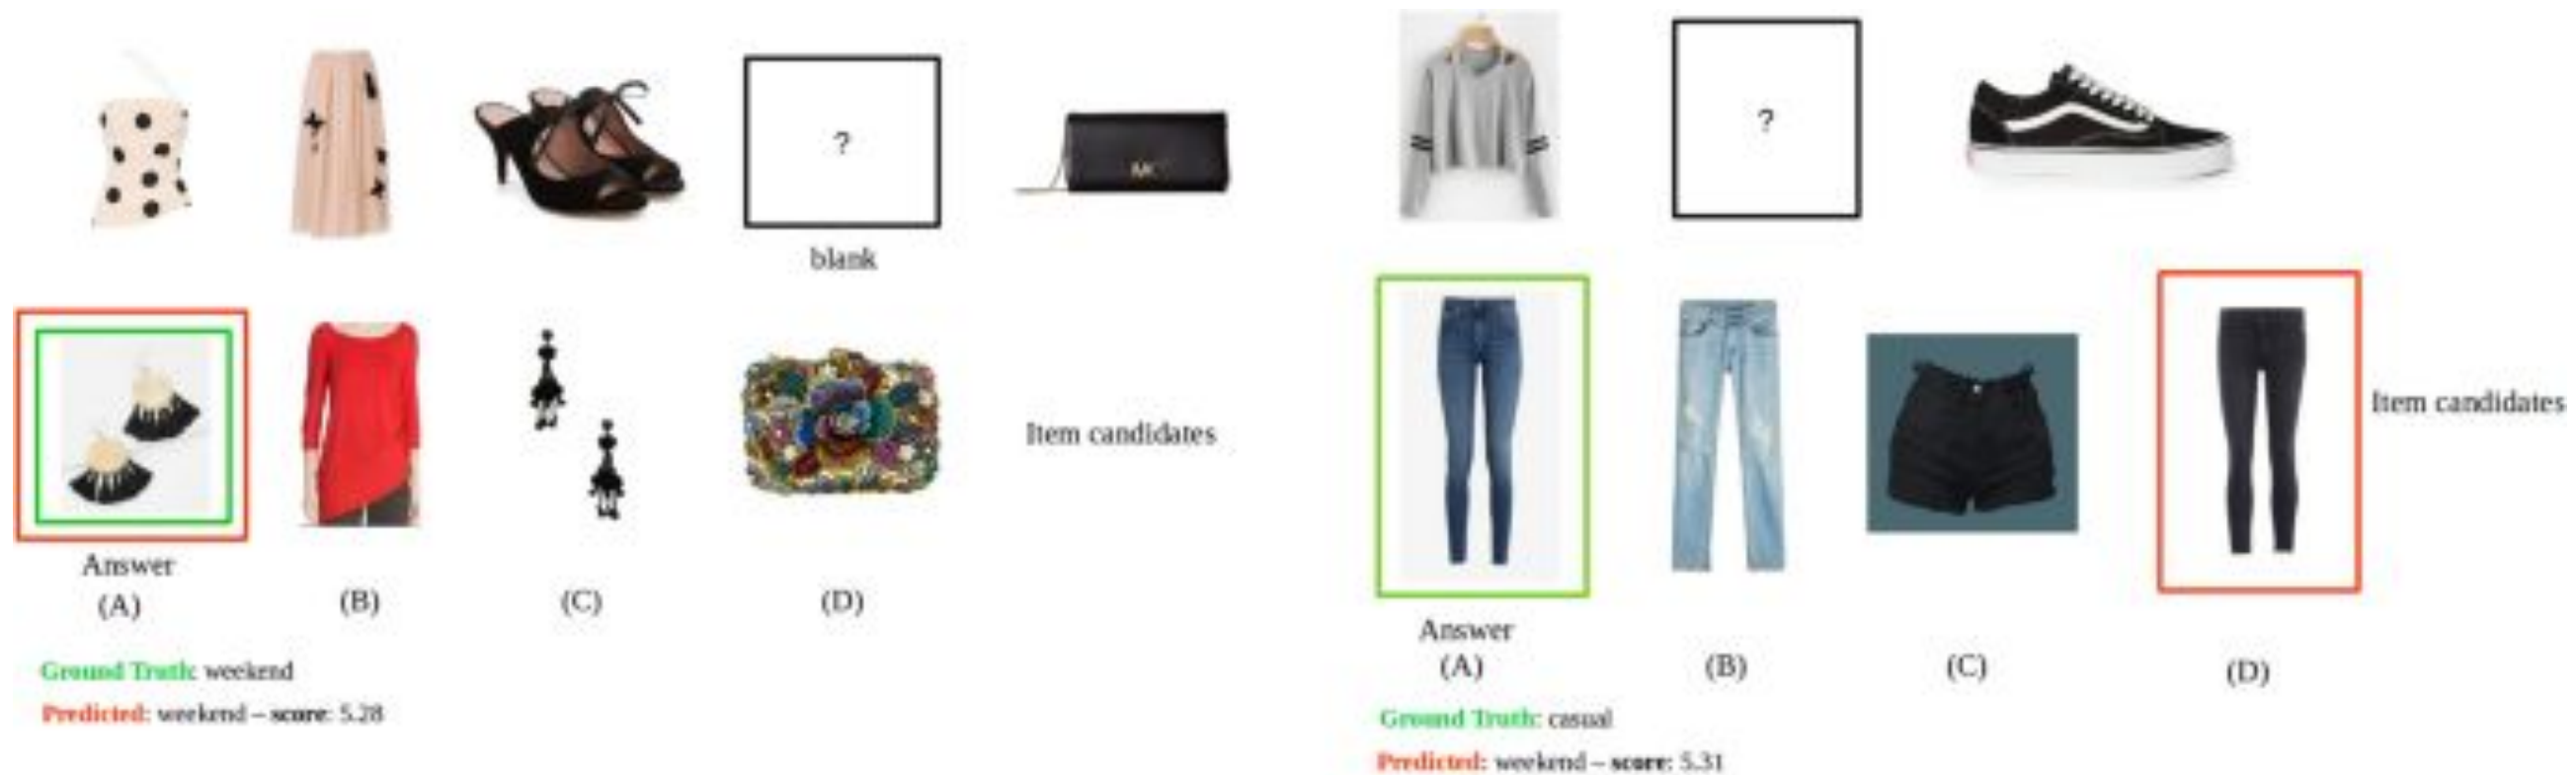 ?
MK
blank
Item candidates
Answer
(A)
(B)
(C)
(D)
Ground Truth: weekend
Predicted: weekend – score: 5.28
?
Item candidates
Answer
(A)
(B)
(C)
(D)
Ground Truth: casual
Predicted: weekend – score: 5.31